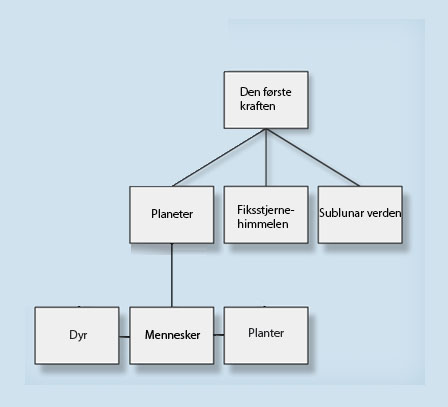 Den første
kraften
Planeter
Fiksstjerne-
himmelen
Sublunar verden
Dyr
Mennesker
Planter